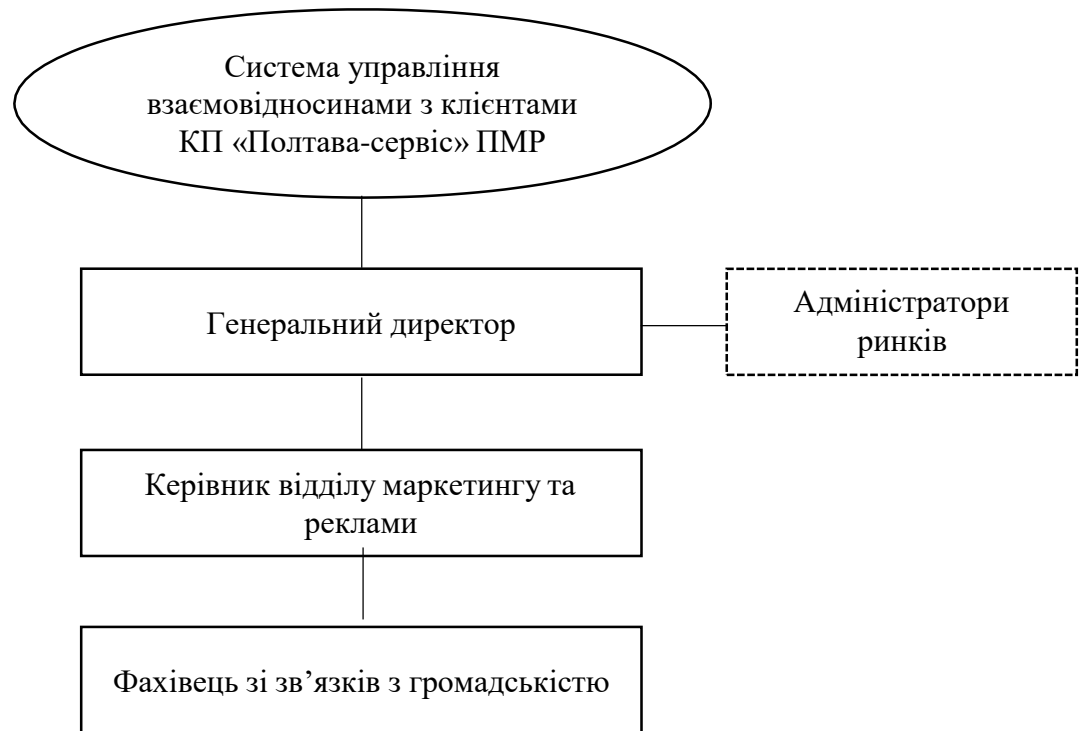 Система управління
взаємовідносинами з клієнтами
КП «Полтава-сервіс» ПМР
Генеральний директор
Адміністратори
ринків
Керівник відділу маркетингу та
реклами
Фахівець зі зв’язків з громадськістю